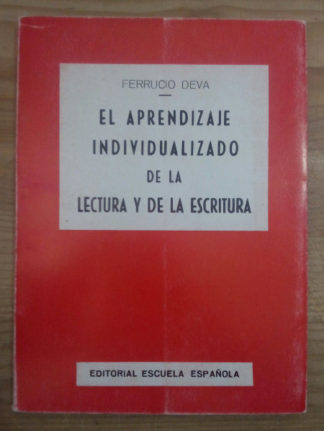 FERRUCIO DEVA
EL APRENDIZAJE
INDIVIDUALIZADO
DE LA
LECTURA Y DE LA ESCRITURA
EDITORIAL ESCUELA ESPAÑOLA